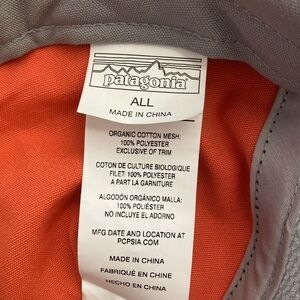 patagonia
ALL
MADE IN CHINA
ORGANIC COTTON MESH:
100% POLYESTER
EXCLUSIVE OF TRIM
COTON DE CULTURE BIOLOGIQUE
FILET: 100% POLYESTER
A PART LA GARNITURE
ALGODÓN ORGÁNICO MALLA:
100% POLIÉSTER
NO INCLUYE EL ADORNO
MFG DATE AND LOCATION AT
PCPSIA.COM
MADE IN CHINA
FABRIQUÉ EN CHINE
HECHO EN CHINA